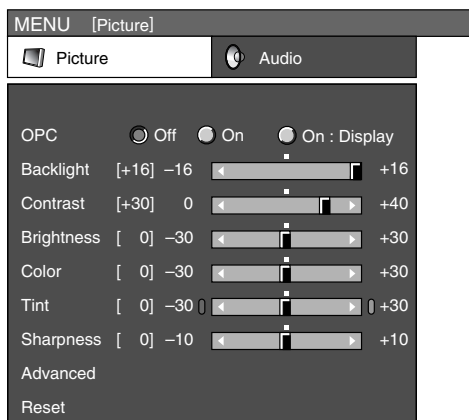 MENU [Picture]
Picture Audio
OPC Off On On : Display
Backlight [+16] –16 +16
Contrast [+30] 0 +40
Brightness [ 0] –30 +30
Color [ 0] –30 +30
Tint [ 0] –30 +30
Sharpness [ 0] –10 +10
Advanced
Reset